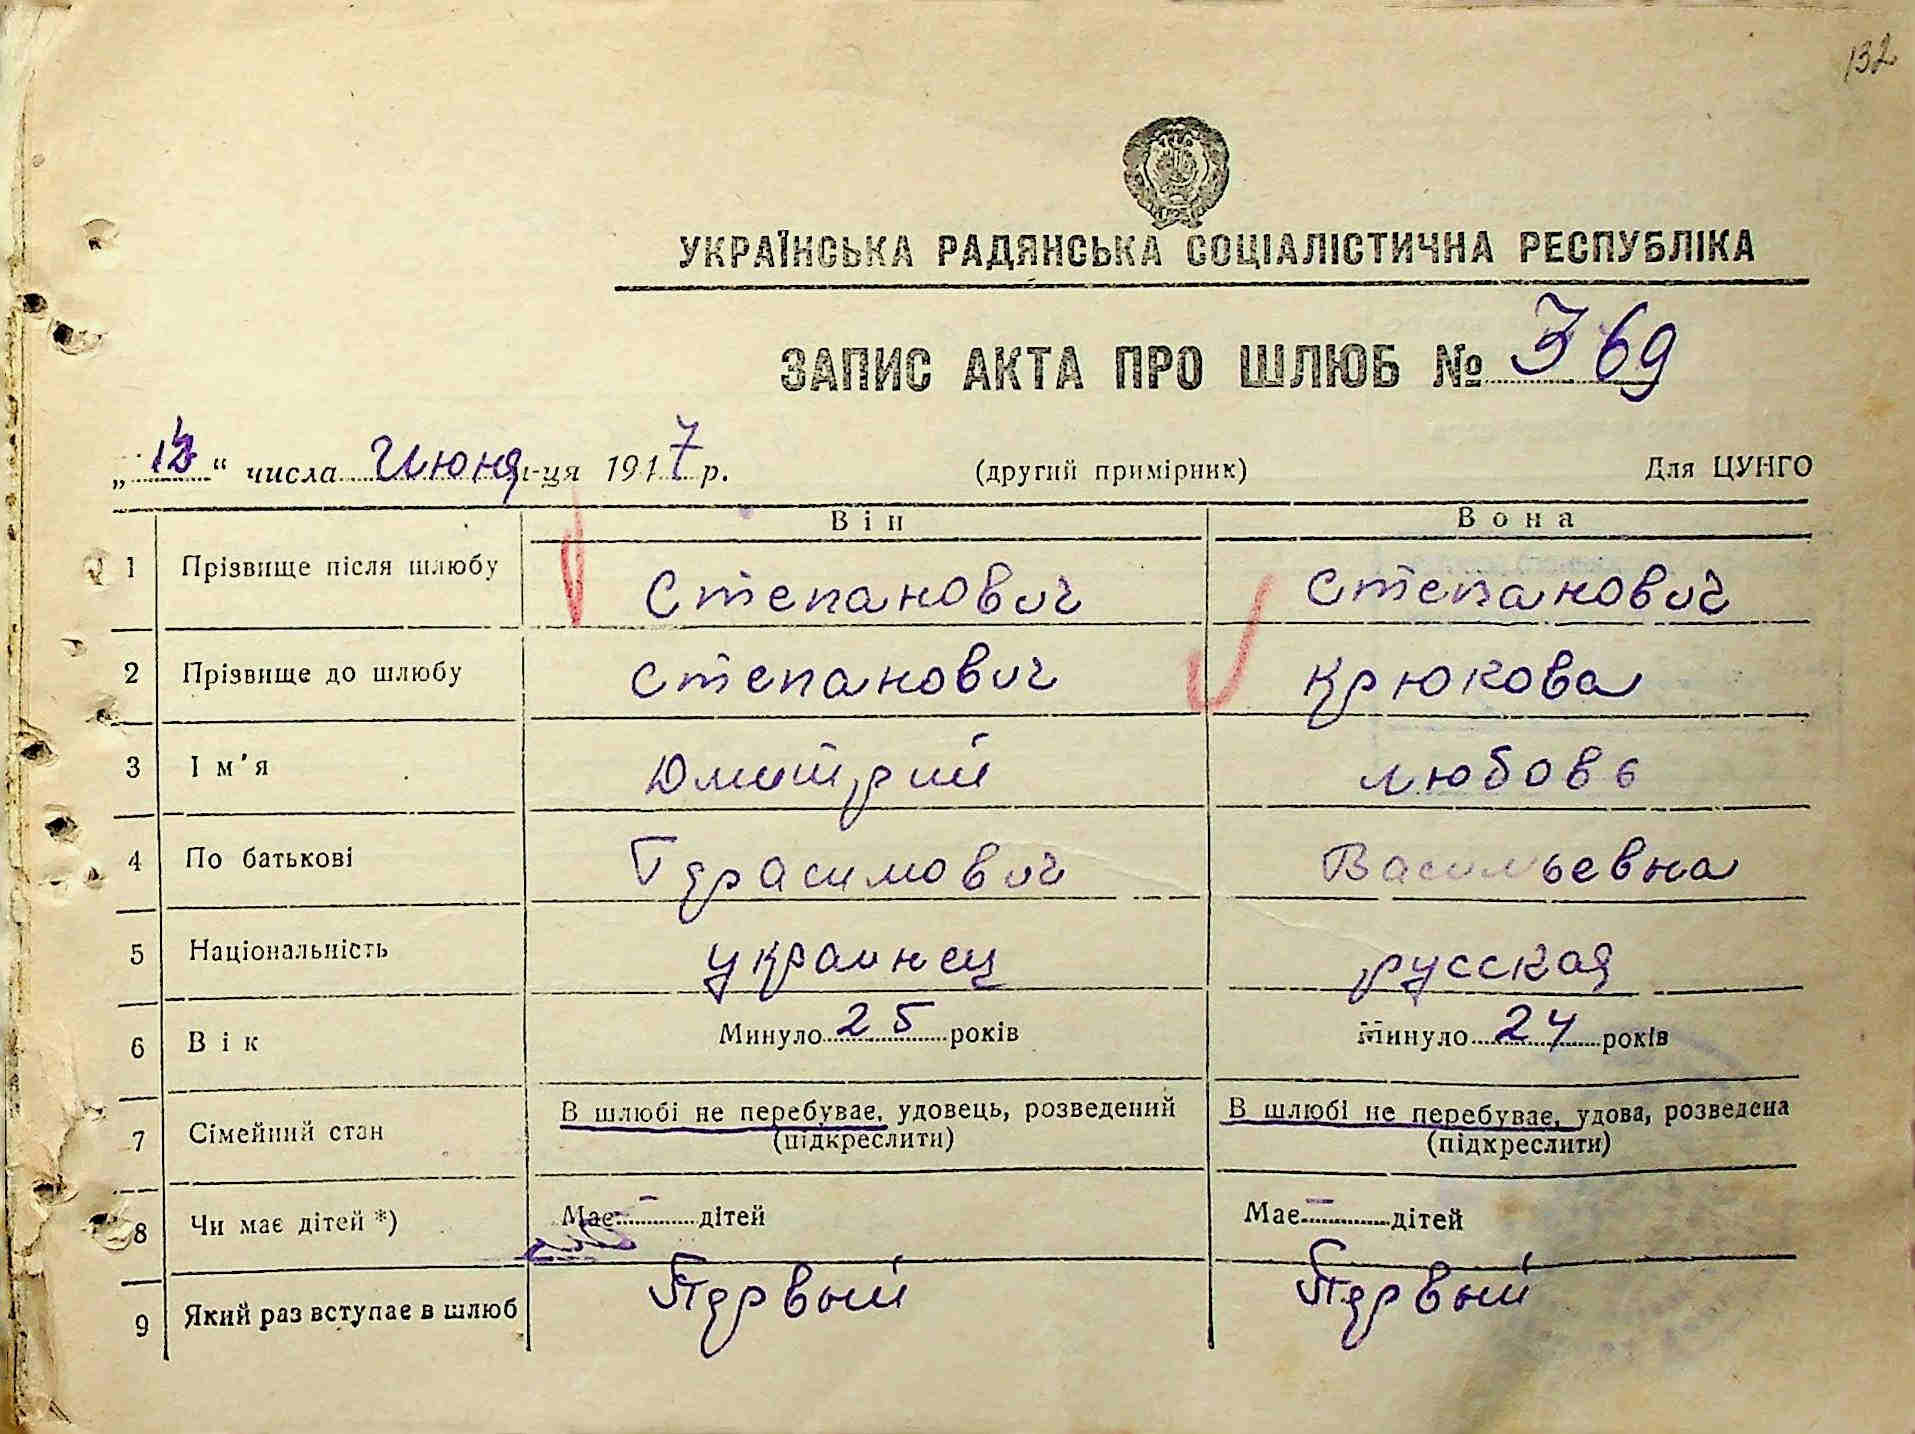 132
УКРАЇНСЬКА РАДЯНСЬКА СОЦІАЛІСТИЧНА РЕСПУБЛІКА
ЗАПИС АКТА ПРО ШЛЮБ № 369
" " числа Июня м-ця 1947 р. (другий примірник) Для ЦУНГО
Він Вона
1 Прізвище після шлюбу Степанович Степанович
2 Прізвище до шлюбу Степанович Крюкова
3 Ім'я Дмитрий Любовь
4 По батькові Герасимович Васильевна
5 Національність украинец русская
6 Вік Минуло 25 років Минуло 24 років
7 Сімейний стан В шлюбі не перебуває, удовець, розведений В шлюбі не перебуває, удова, розведена
(підкреслити) (підкреслити)
8 Чи має дітей *) Має – дітей Має – дітей
9 Який раз вступає в шлюб Первый Первый